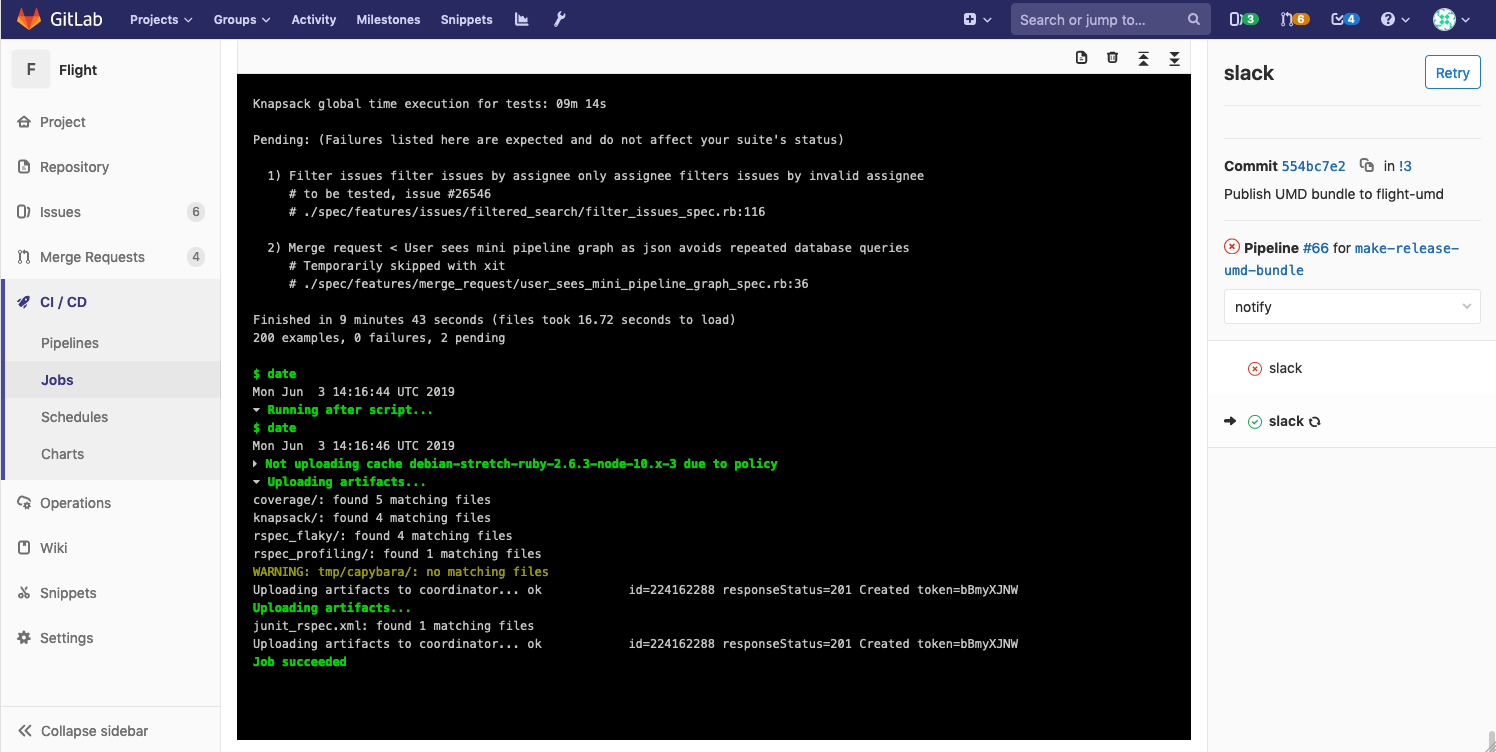 GitLab Projects Groups Activity Milestones Snippets Search or jump to... 3 6 4
F Flight
Project
Repository
Issues 6
Merge Requests 4
CI / CD
Pipelines
Jobs
Schedules
Charts
Operations
Wiki
Snippets
Settings
Collapse sidebar
Knapsack global time execution for tests: 09m 14s
Pending: (Failures listed here are expected and do not affect your suite's status)
1) Filter issues filter issues by assignee only assignee filters issues by invalid assignee
# to be tested, issue #26546
# ./spec/features/issues/filtered_search/filter_issues_spec.rb:116
2) Merge request < User sees mini pipeline graph as json avoids repeated database queries
# Temporarily skipped with xit
# ./spec/features/merge_request/user_sees_mini_pipeline_graph_spec.rb:36
Finished in 9 minutes 43 seconds (files took 16.72 seconds to load)
200 examples, 0 failures, 2 pending
$ date
Mon Jun  3 14:16:44 UTC 2019
Running after script...
$ date
Mon Jun  3 14:16:46 UTC 2019
Not uploading cache debian-stretch-ruby-2.6.3-node-10.x-3 due to policy
Uploading artifacts...
coverage/: found 5 matching files
knapsack/: found 4 matching files
rspec_flaky/: found 4 matching files
rspec_profiling/: found 1 matching files
WARNING: tmp/capybara/: no matching files
Uploading artifacts to coordinator... ok            id=224162288 responseStatus=201 Created token=bBmyXJNW
Uploading artifacts...
junit_rspec.xml: found 1 matching files
Uploading artifacts to coordinator... ok            id=224162288 responseStatus=201 Created token=bBmyXJNW
Job succeeded
slack Retry
Commit 554bc7e2 in !3
Publish UMD bundle to flight-umd
Pipeline #66 for make-release-
umd-bundle
notify
slack
slack